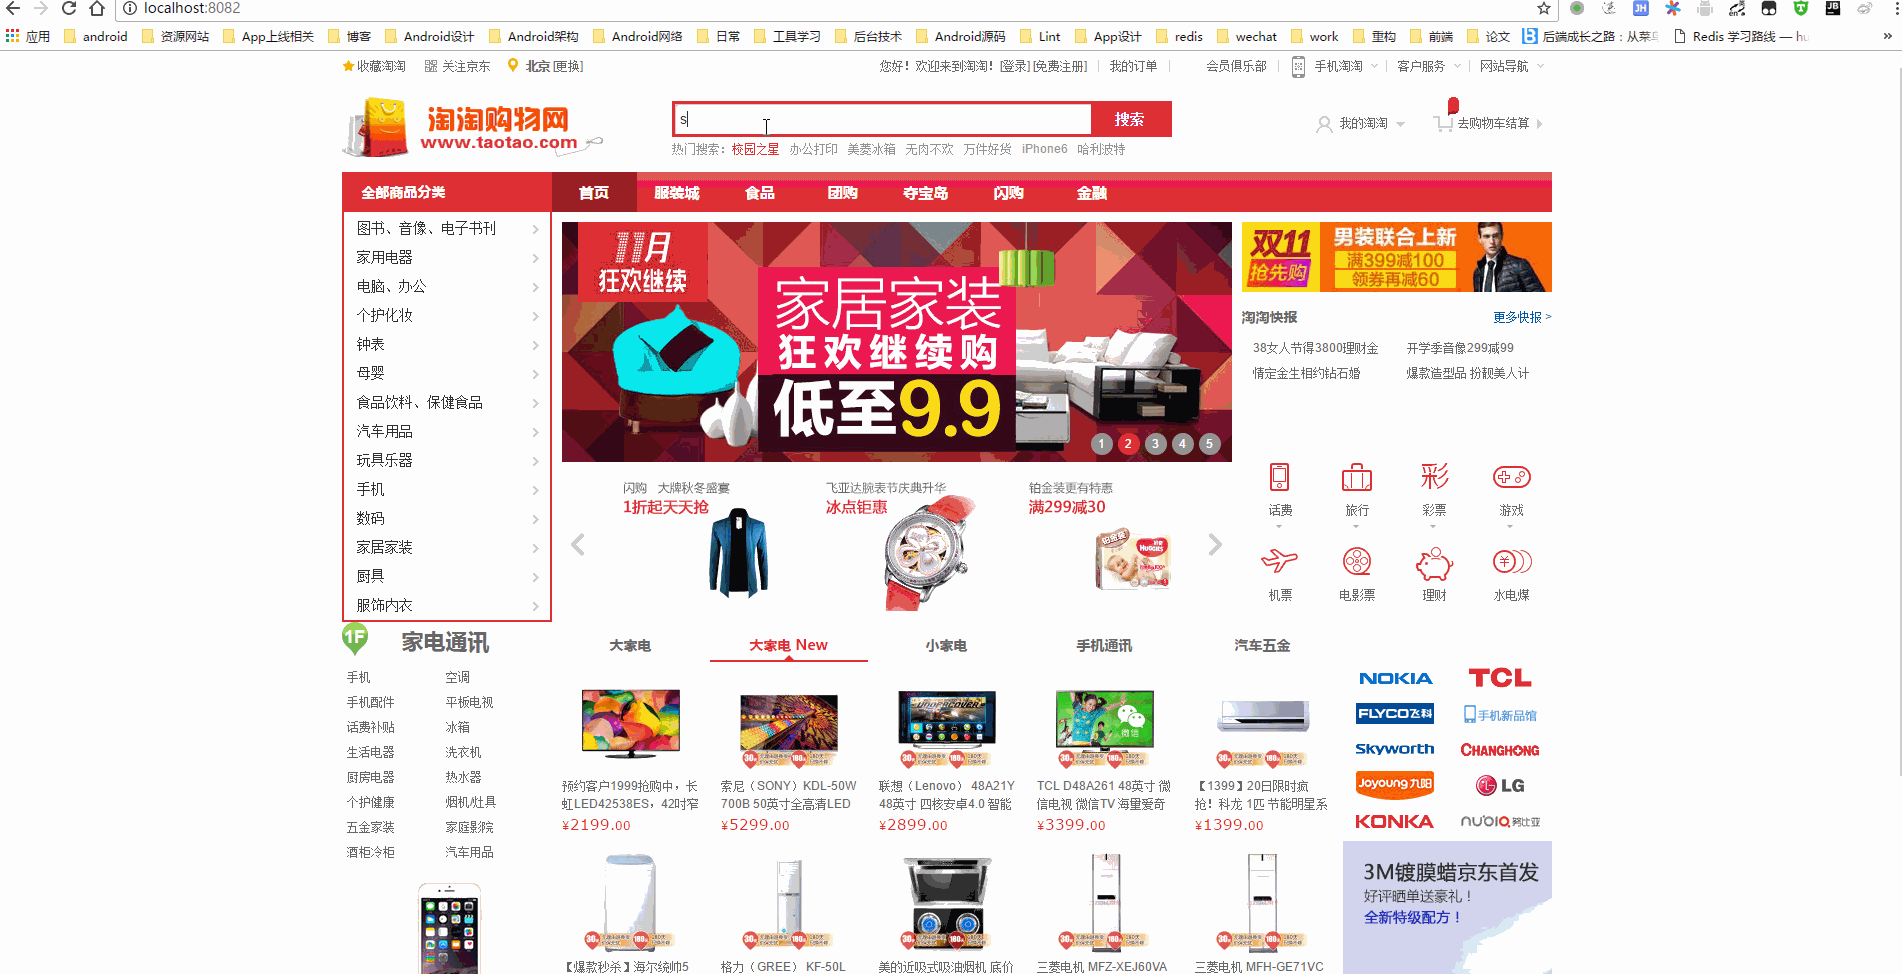 localhost:8082
应用 android 资源网站 App上线相关 博客 Android设计 Android架构 Android网络 日常 工具学习 后台技术 Android源码 Lint App设计 redis wechat work 重构 前端 论文 后端成长之路：从菜鸟 Redis 学习路线 — hu »
收藏淘淘 关注京东 北京 [更换] 您好！欢迎来到淘淘！[登录] [免费注册] 我的订单 会员俱乐部 手机淘淘 客户服务 网站导航
淘淘购物网
www.taotao.com
s 搜索
我的淘淘 去购物车结算
热门搜索：校园之星 办公打印 美菱冰箱 无肉不欢 万件好货 iPhone6 哈利波特
全部商品分类 首页 服装城 食品 团购 夺宝岛 闪购 金融
图书、音像、电子书刊
家用电器
电脑、办公
个护化妆
钟表
母婴
食品饮料、保健食品
汽车用品
玩具乐器
手机
数码
家居家装
厨具
服饰内衣
11月
狂欢继续
家居家装
狂欢继续购
低至9.9
1 2 3 4 5
双11
抢先购
男装联合上新
满399减100
领券再减60
淘淘快报 更多快报 >
38女人节得3800理财金 开学季音像299减99
情定金生相约钻石婚 爆款造型品 扮靓美人计
闪购 大牌秋冬盛宴
1折起天天抢
飞亚达腕表节庆典升华
冰点钜惠
铂金装更有特惠
满299减30
HUGGIES
话费 旅行 彩票 游戏
机票 电影票 理财 水电煤
1F 家电通讯 大家电 大家电 New 小家电 手机通讯 汽车五金
手机 空调
手机配件 平板电视
话费补贴 冰箱
生活电器 洗衣机
厨房电器 热水器
个护健康 烟机/灶具
五金家装 家庭影院
酒柜冷柜 汽车用品
微信
预约客户1999抢购中，长
虹LED42538ES，42吋窄
¥2199.00
索尼（SONY）KDL-50W
700B 50英寸全高清LED
¥5299.00
联想（Lenovo） 48A21Y
48英寸 四核安卓4.0 智能
¥2899.00
TCL D48A261 48英寸 微
信电视 微信TV 海量爱奇
¥3399.00
【1399】20日限时疯
抢！科龙 1匹 节能明星系
¥1399.00
NOKIA TCL
FLYCO飞科 手机新品馆
Skyworth CHANGHONG
Joyoung 九阳 LG
KONKA nubia 努比亚
3M镀膜蜡京东首发
好评晒单送豪礼！
全新特级配方！
【爆款秒杀】海尔统帅5
格力（GREE） KF-50L
美的近吸式吸油烟机 底价
三菱电机 MFZ-XEJ60VA
三菱电机 MFH-GE71VC